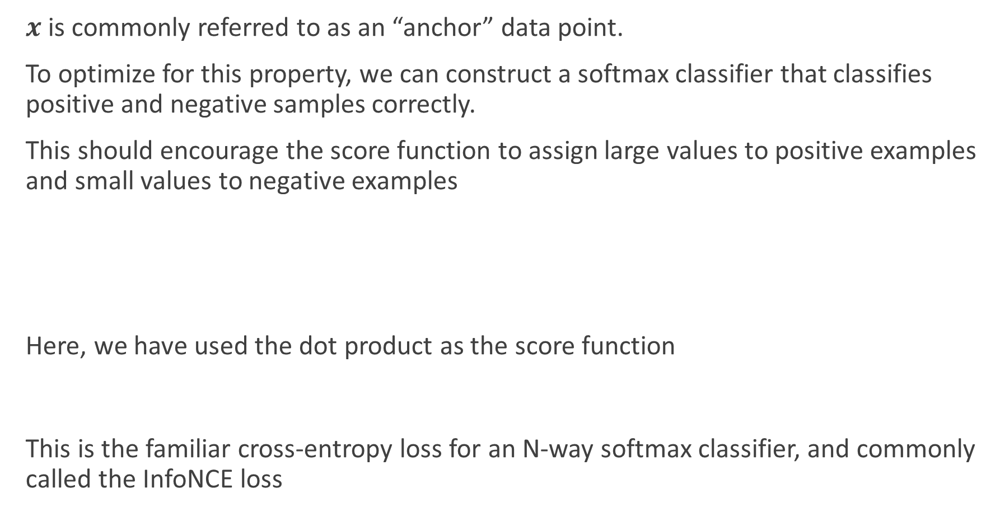 x is commonly referred to as an “anchor” data point.
To optimize for this property, we can construct a softmax classifier that classifies
positive and negative samples correctly.
This should encourage the score function to assign large values to positive examples
and small values to negative examples
Here, we have used the dot product as the score function
This is the familiar cross-entropy loss for an N-way softmax classifier, and commonly
called the InfoNCE loss